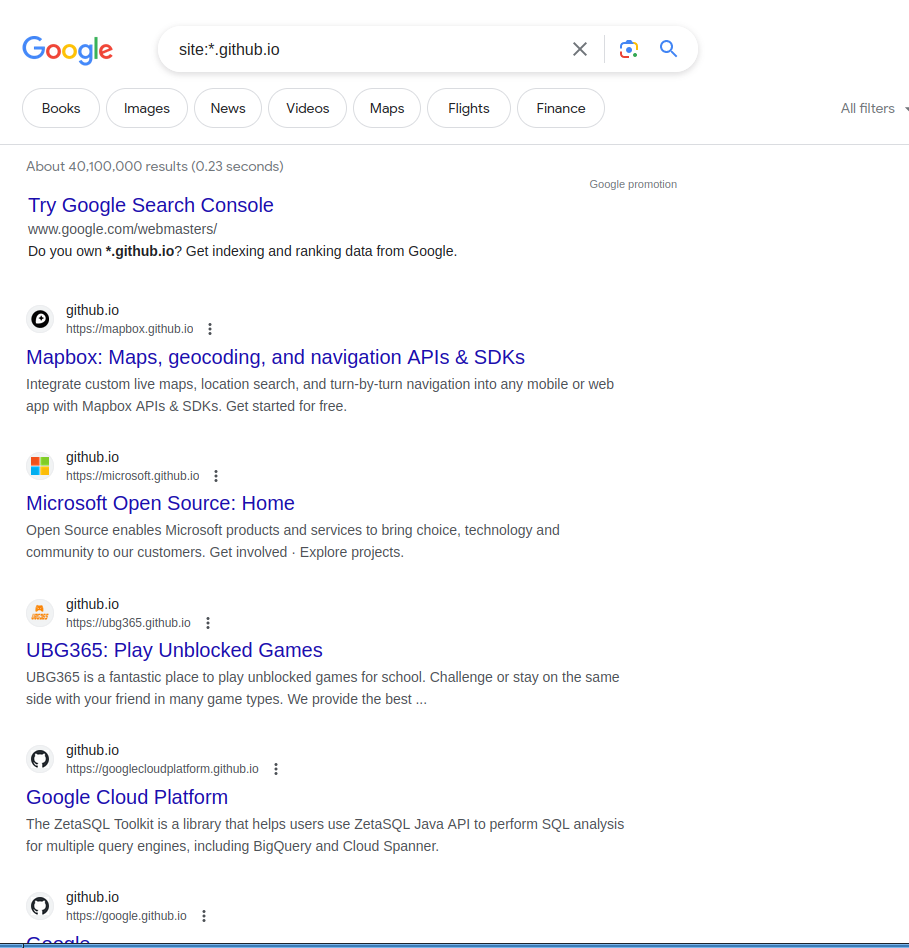 Google
site:*.github.io
Books
Images
News
Videos
Maps
Flights
Finance
All filters
About 40,100,000 results (0.23 seconds)
Google promotion
Try Google Search Console
www.google.com/webmasters/
Do you own *.github.io? Get indexing and ranking data from Google.
github.io
https://mapbox.github.io
Mapbox: Maps, geocoding, and navigation APIs & SDKs
Integrate custom live maps, location search, and turn-by-turn navigation into any mobile or web
app with Mapbox APIs & SDKs. Get started for free.
github.io
https://microsoft.github.io
Microsoft Open Source: Home
Open Source enables Microsoft products and services to bring choice, technology and
community to our customers. Get involved · Explore projects.
github.io
https://ubg365.github.io
UBG365: Play Unblocked Games
UBG365 is a fantastic place to play unblocked games for school. Challenge or stay on the same
side with your friend in many game types. We provide the best ...
github.io
https://googlecloudplatform.github.io
Google Cloud Platform
The ZetaSQL Toolkit is a library that helps users use ZetaSQL Java API to perform SQL analysis
for multiple query engines, including BigQuery and Cloud Spanner.
github.io
https://google.github.io
Google